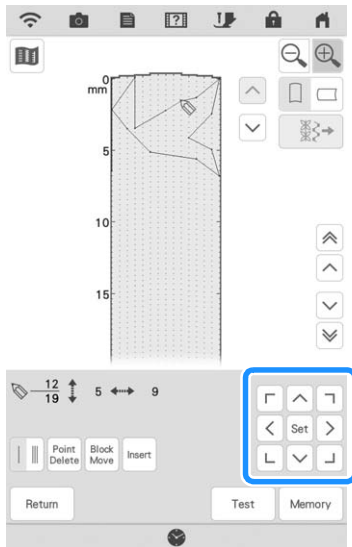 0
mm
5
10
15
12
19
5
9
Set
Point
Delete
Block
Move
Insert
Return
Test
Memory